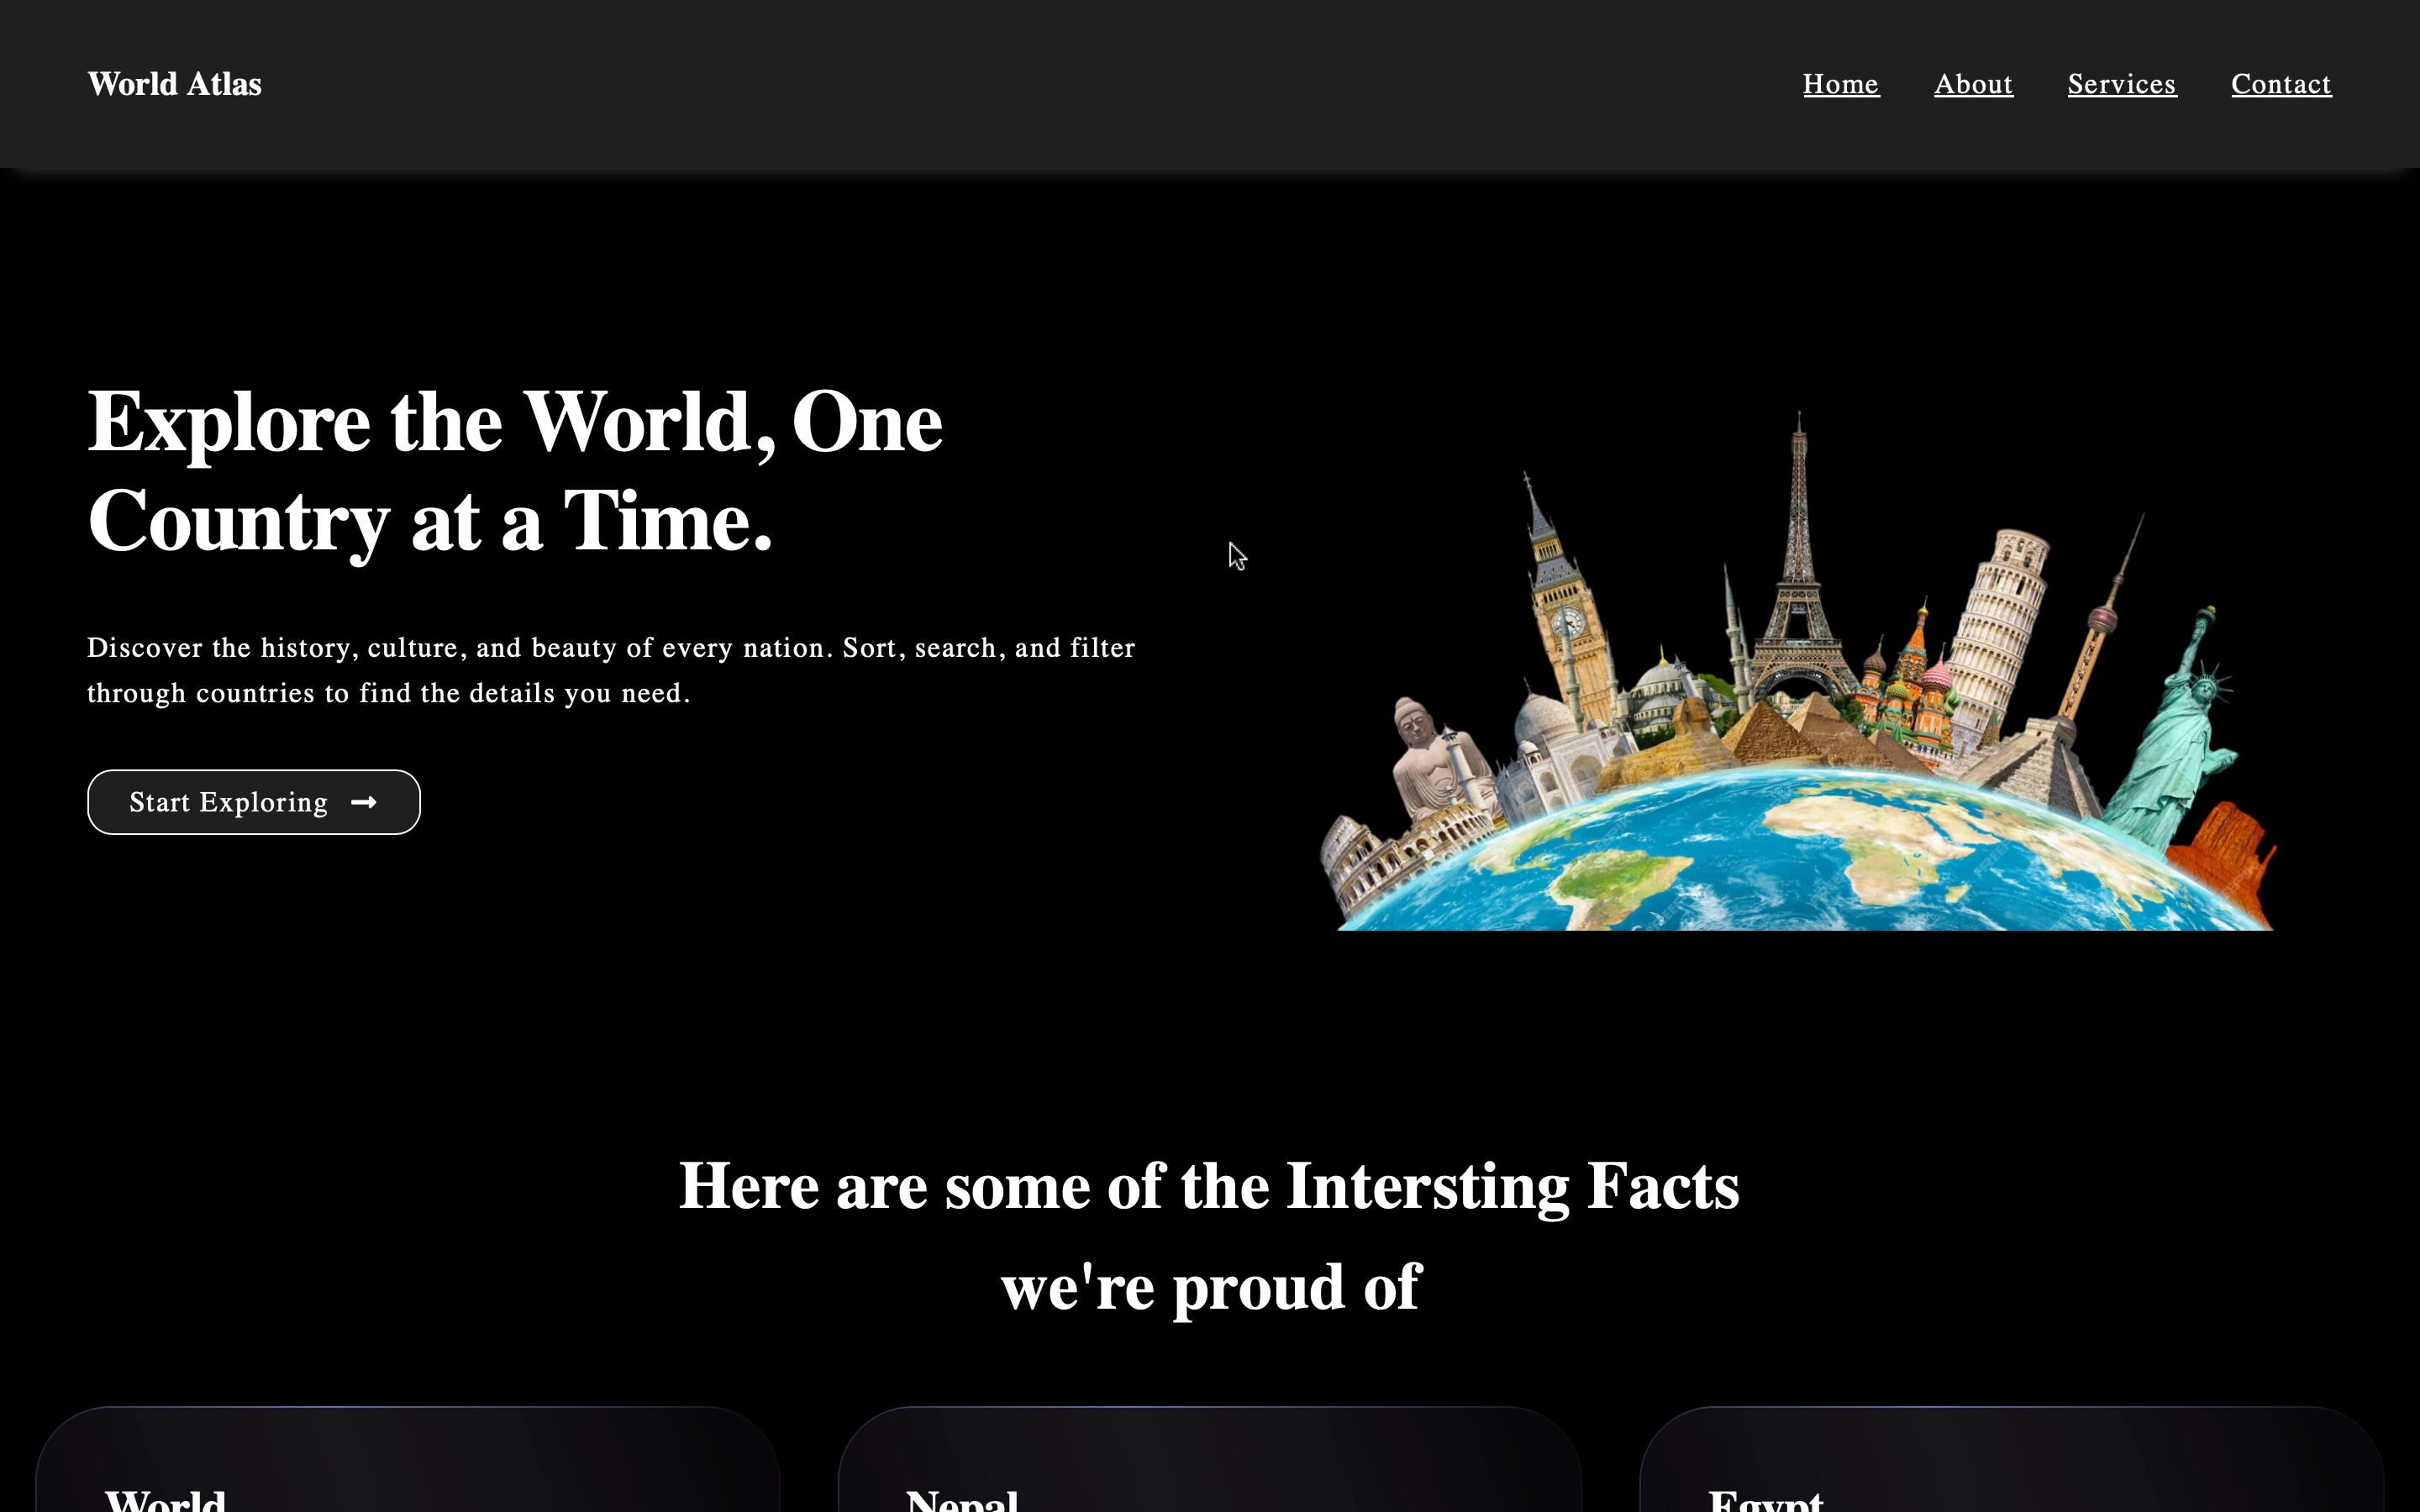 World Atlas
Home About Services Contact
Explore the World, One
Country at a Time.
Discover the history, culture, and beauty of every nation. Sort, search, and filter
through countries to find the details you need.
Start Exploring
Here are some of the Intersting Facts
we're proud of
World Nepal Egypt